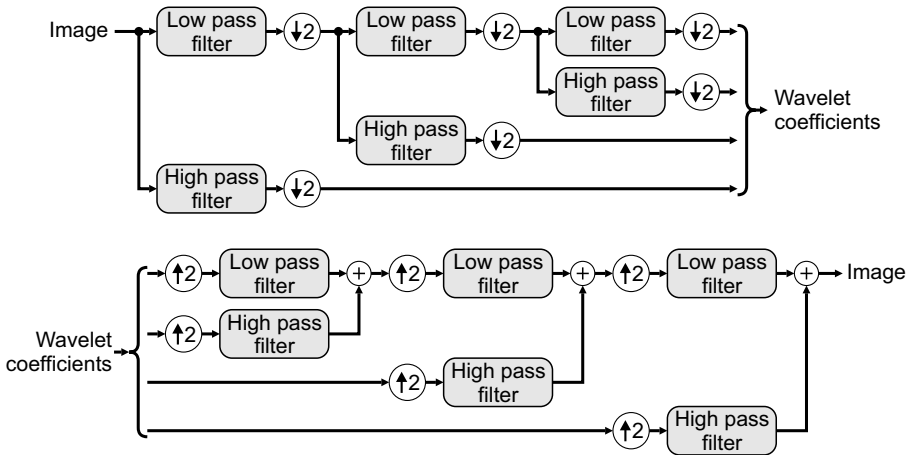 Image
Low pass
filter
↓2
Low pass
filter
↓2
Low pass
filter
↓2
High pass
filter
↓2
High pass
filter
↓2
High pass
filter
↓2
Wavelet
coefficients
Wavelet
coefficients
↑2
Low pass
filter
+
↑2
Low pass
filter
+
↑2
Low pass
filter
+
Image
↑2
High pass
filter
↑2
High pass
filter
↑2
High pass
filter